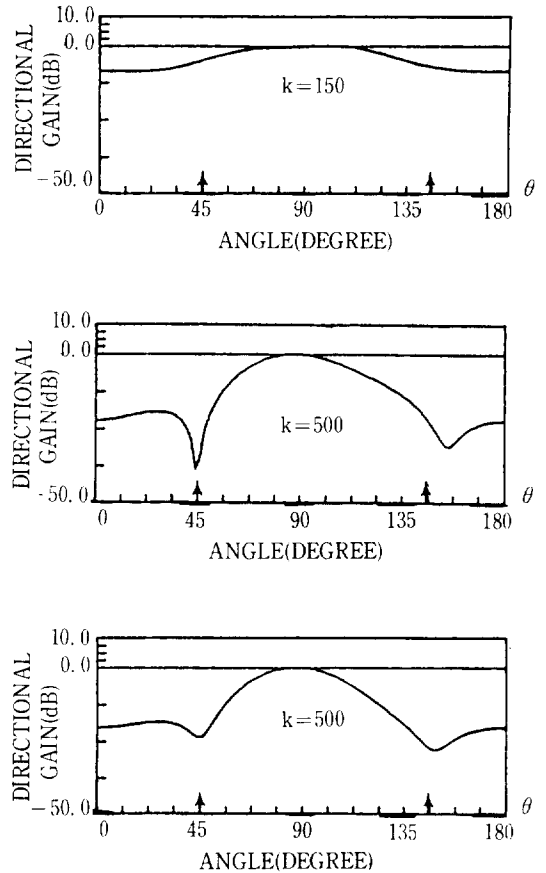 10.0
0.0
DIRECTIONAL
GAIN(dB)
k=150
-50.0
0 45 90 135 180 θ
ANGLE(DEGREE)
10.0
0.0
DIRECTIONAL
GAIN(dB)
k=500
-50.0
0 45 90 135 180 θ
ANGLE(DEGREE)
10.0
0.0
DIRECTIONAL
GAIN(dB)
k=500
-50.0
0 45 90 135 180 θ
ANGLE(DEGREE)